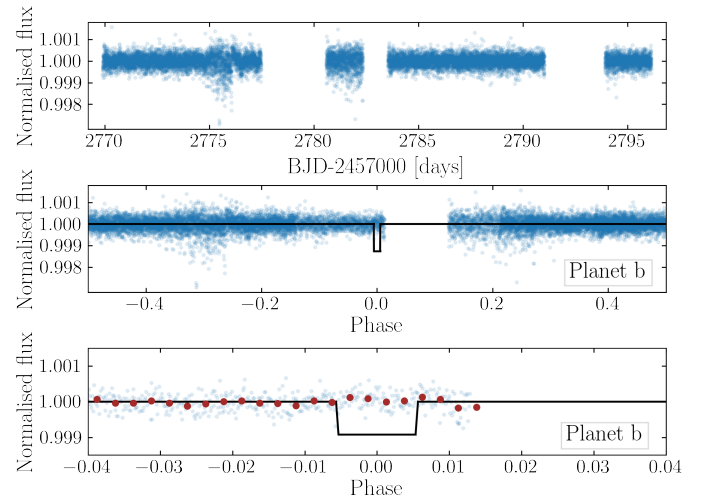 Normalised flux
1.001
1.000
0.999
0.998
2770 2775 2780 2785 2790 2795
BJD-2457000 [days]
Normalised flux
1.001
1.000
0.999
0.998
Planet b
−0.4 −0.2 0.0 0.2 0.4
Phase
Normalised flux
1.001
1.000
0.999
Planet b
−0.04 −0.03 −0.02 −0.01 0.00 0.01 0.02 0.03 0.04
Phase